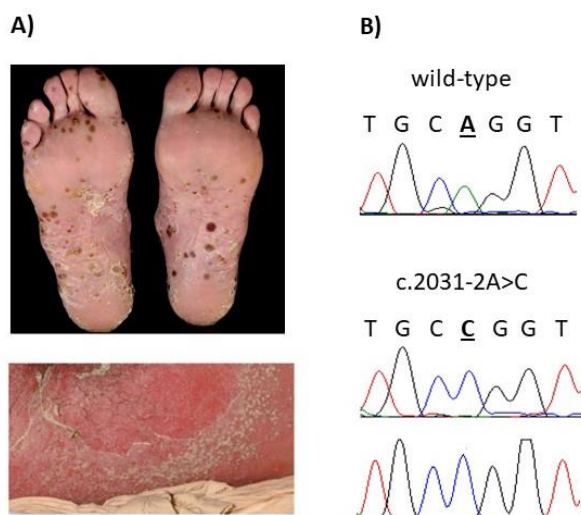 A)
B)
wild-type
T G C A G G T
c.2031-2A>C
T G C C G G T